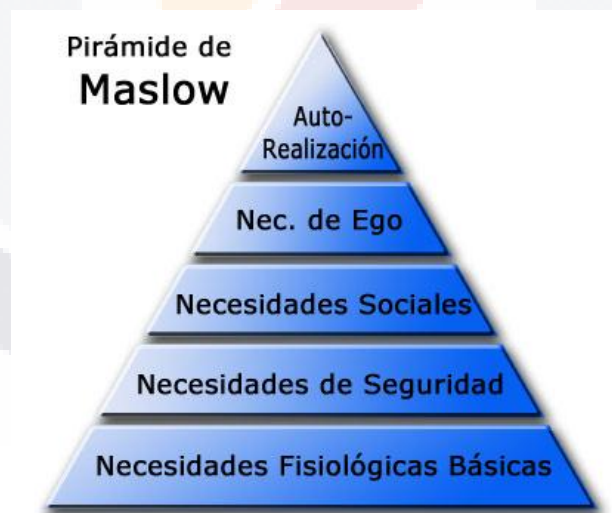 Pirámide de
Maslow
Auto-
Realización
Nec. de Ego
Necesidades Sociales
Necesidades de Seguridad
Necesidades Fisiológicas Básicas